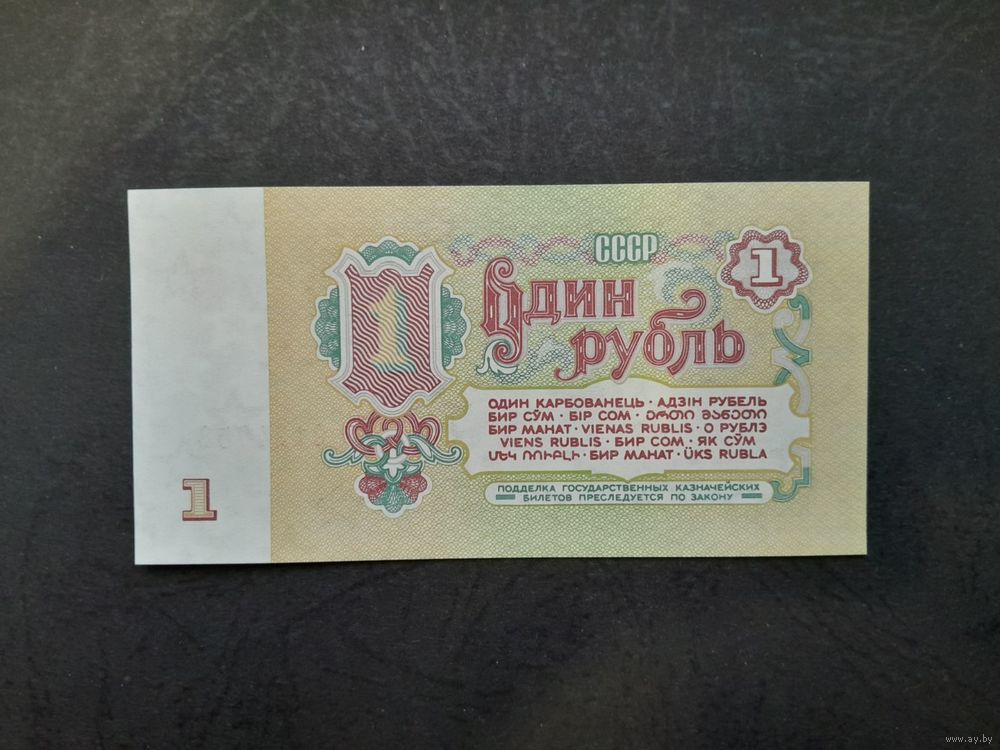 СССР
1
1
Один
рубль
ОДИН КАРБОВАНЕЦЬ · АДЗІН РУБЕЛЬ
БИР СЎМ · БІР СОМ · ᲔᲠᲗᲘ ᲛᲐᲜᲔᲗᲘ
БИР МАНАТ · VIENAS RUBLIS · О РУБЛЭ
VIENS RUBLIS · БИР СОМ · ЯК СЎМ
ՄԵԿ ՌՈՒԲԼԻ · БИР МАНАТ · ÜKS RUBLA
ПОДДЕЛКА ГОСУДАРСТВЕННЫХ КАЗНАЧЕЙСКИХ
БИЛЕТОВ ПРЕСЛЕДУЕТСЯ ПО ЗАКОНУ
1
www.ay.by